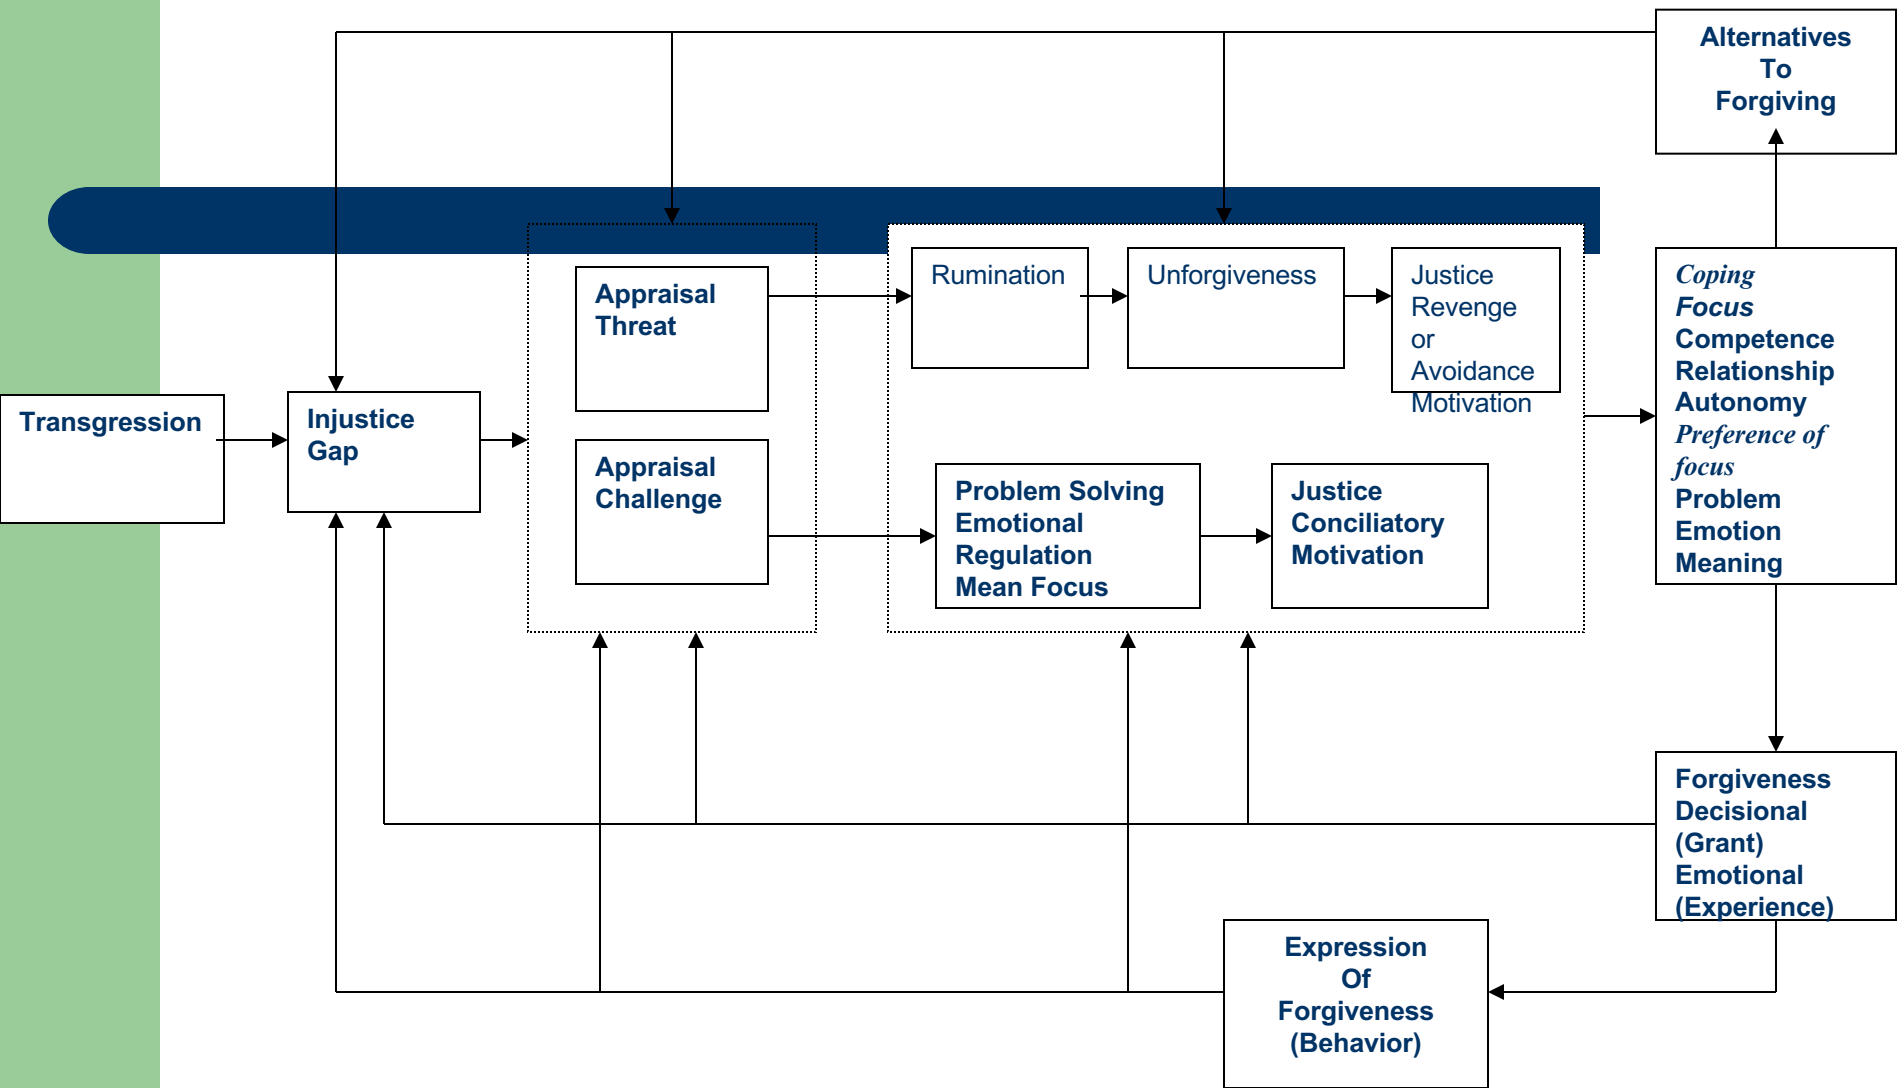 Alternatives
To
Forgiving
Transgression
Injustice
Gap
Appraisal
Threat
Appraisal
Challenge
Rumination
Unforgiveness
Justice
Revenge
or
Avoidance
Motivation
Problem Solving
Emotional
Regulation
Mean Focus
Justice
Conciliatory
Motivation
Coping
Focus
Competence
Relationship
Autonomy
Preference of
focus
Problem
Emotion
Meaning
Forgiveness
Decisional
(Grant)
Emotional
(Experience)
Expression
Of
Forgiveness
(Behavior)